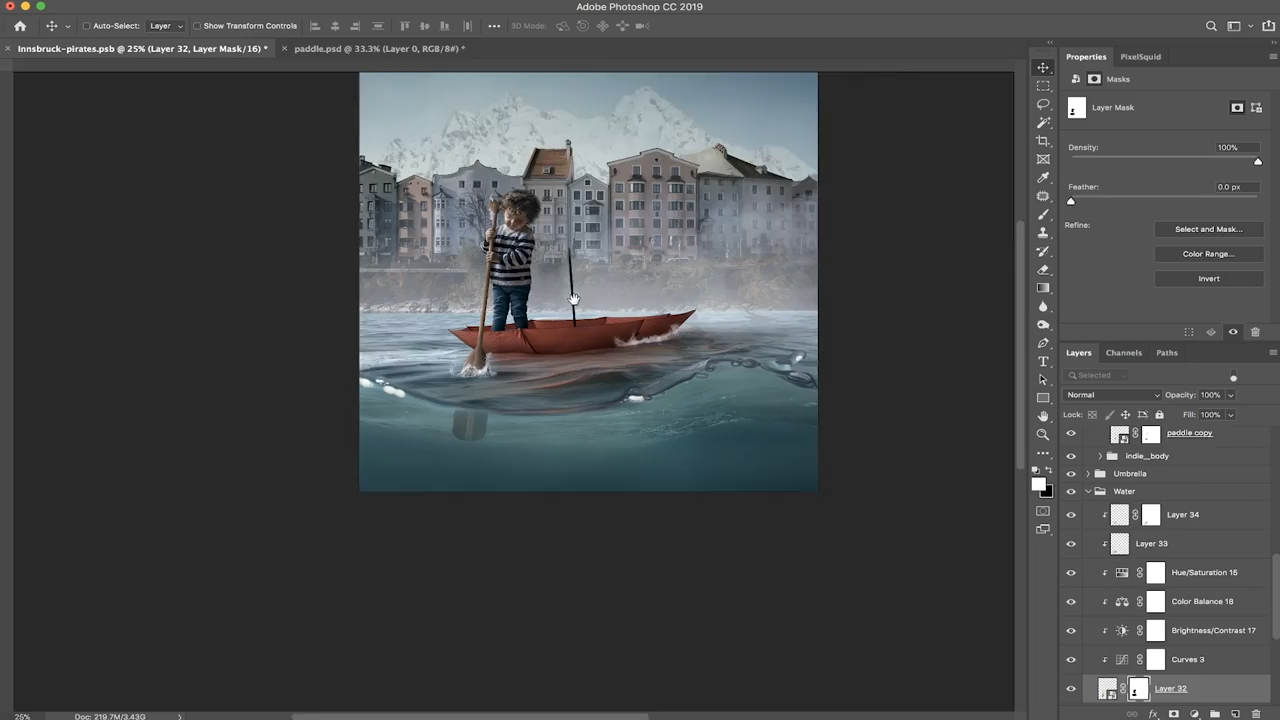 Adobe Photoshop CC 2019
Auto-Select: Layer Show Transform Controls 3D Mode:
Innsbruck-pirates.psb @ 25% (Layer 32, Layer Mask/16) * paddle.psd @ 33.3% (Layer 0, RGB/8#) *
Properties PixelSquid
Masks
Layer Mask
Density: 100%
Feather: 0.0 px
Refine: Select and Mask...
Color Range...
Invert
Layers Channels Paths
Selected
Normal Opacity: 100%
Lock: Fill: 100%
paddle copy
indie_body
Umbrella
Water
Layer 34
Layer 33
Hue/Saturation 15
Color Balance 18
Brightness/Contrast 17
Curves 3
Layer 32
25% Doc: 219.7M/3.43G